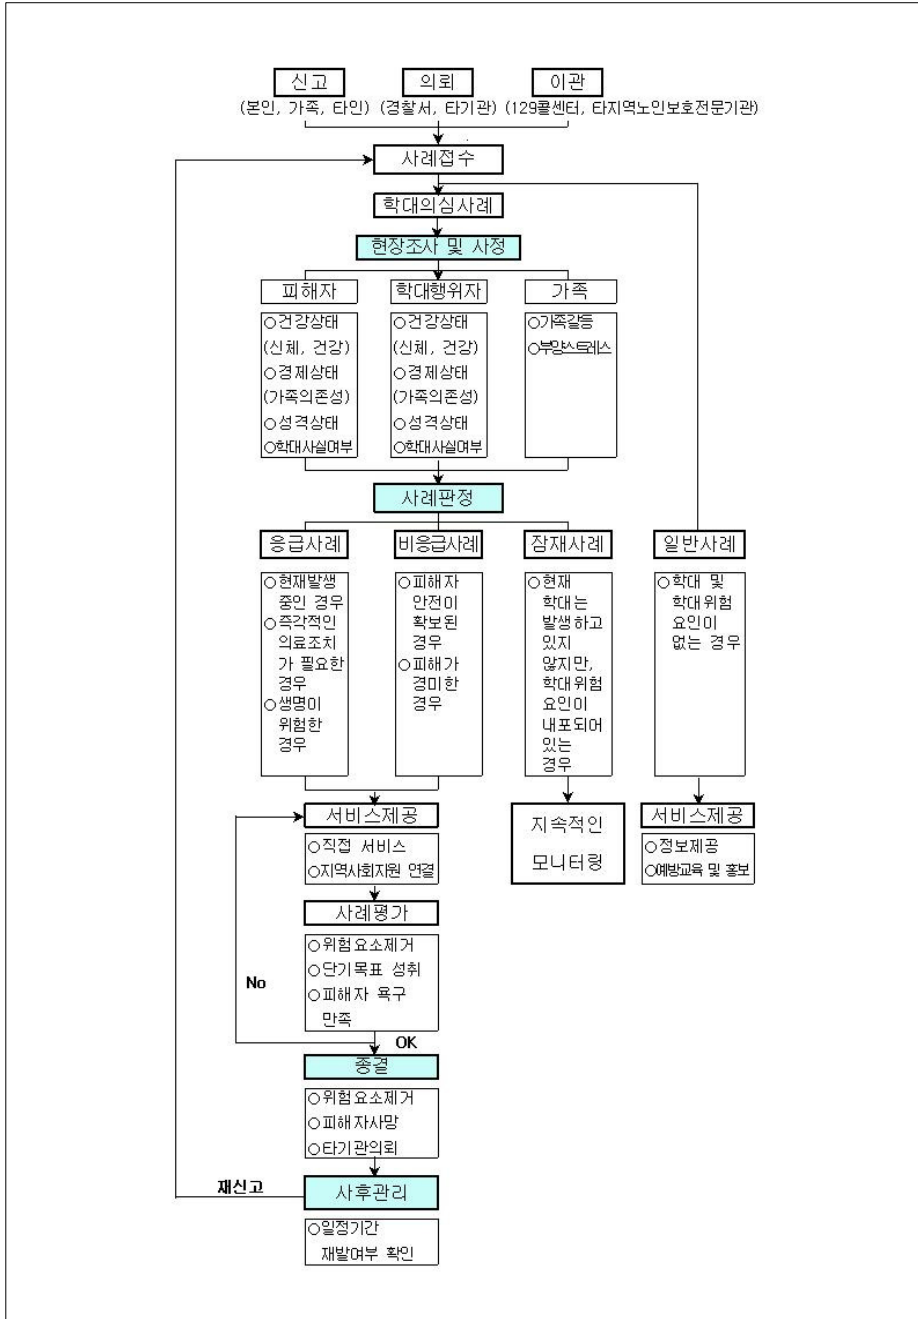 신고
의뢰
이관
(본인, 가족, 타인)
(경찰서, 타기관)
(129콜센터, 타지역노인보호전문기관)
사례접수
학대의심사례
현장조사 및 사정
피해자
○건강상태
(신체, 건강)
○경제상태
(가족의존성)
○성격상태
○학대사실여부
학대행위자
○건강상태
(신체, 건강)
○경제상태
(가족의존성)
○성격상태
○학대사실여부
가족
○가족갈등
○부양스트레스
사례판정
응급사례
○현재발생
중인 경우
○즉각적인
의료조치
가 필요한
경우
○생명이
위험한
경우
비응급사례
○피해자
안전이
확보된
경우
○피해가
경미한
경우
잠재사례
○현재
학대는
발생하고
있지
않지만,
학대위험
요인이
내포되어
있는
경우
일반사례
○학대 및
학대위험
요인이
없는 경우
서비스제공
○직접 서비스
○지역사회자원 연결
지속적인
모니터링
서비스제공
○정보제공
○예방교육 및 홍보
사례평가
○위험요소제거
○단기목표 성취
○피해자 욕구
만족
No
OK
종결
○위험요소제거
○피해자사망
○타기관의뢰
재신고
사후관리
○일정기간
재발여부 확인